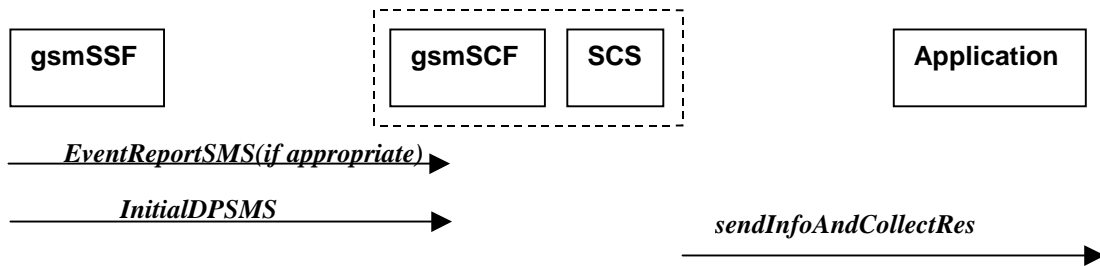 gsmSSF
gsmSCF
SCS
Application
EventReportSMS(if appropriate)
InitialDPSMS
sendInfoAndCollectRes